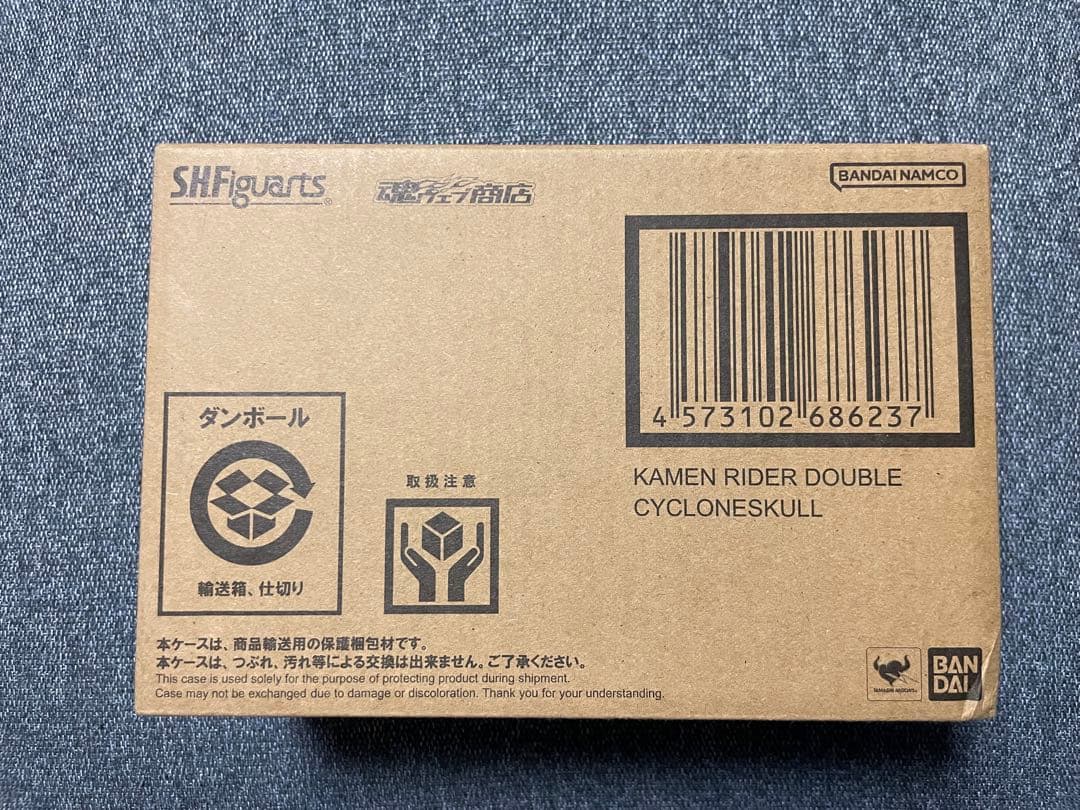 S.H.Figuarts®
魂ウェブ商店
BANDAI NAMCO
4 573102 686237
KAMEN RIDER DOUBLE
CYCLONESKULL
ダンボール
輸送箱、仕切り
取扱注意
本ケースは、商品輸送用の保護梱包材です。
本ケースは、つぶれ、汚れ等による交換は出来ません。ご了承ください。
This case is used solely for the purpose of protecting product during shipment.
Case may not be exchanged due to damage or discoloration. Thank you for your understanding.
TAMASHII NATIONS
BAN
DAI